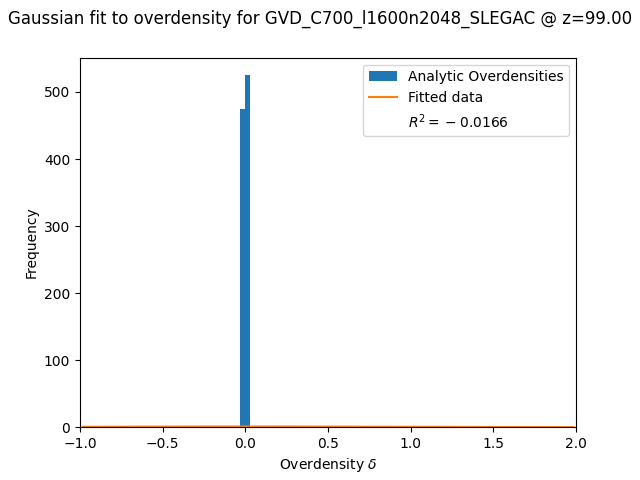 Gaussian fit to overdensity for GVD_C700_l1600n2048_SLEGAC @ z=99.00
Analytic Overdensities
Fitted data
R² = − 0.0166
500
400
300
200
100
0
Frequency
−1.0 −0.5 0.0 0.5 1.0 1.5 2.0
Overdensity δ